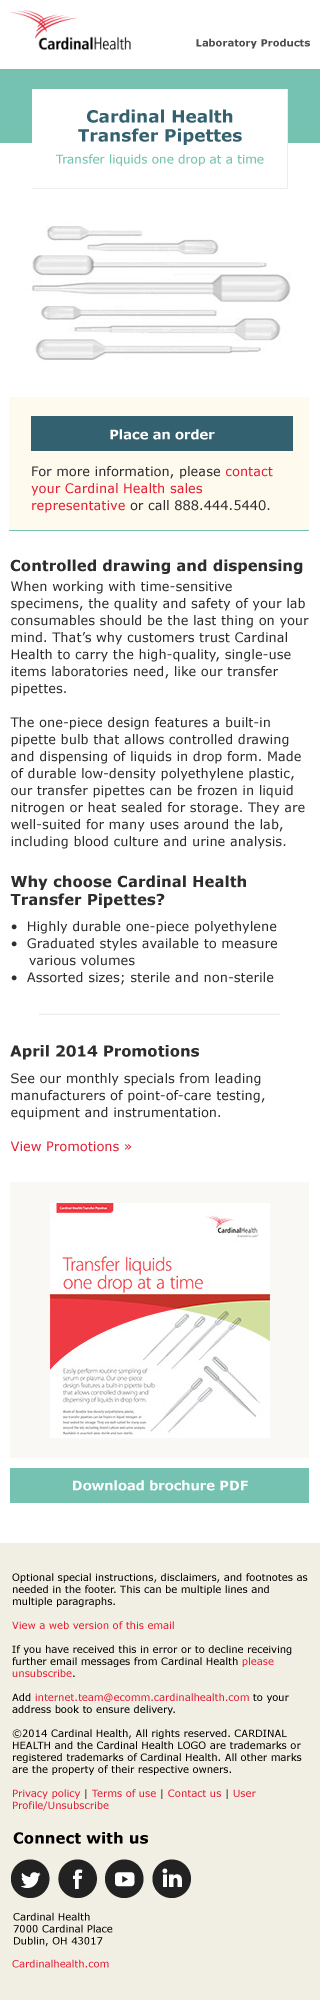 CardinalHealth
Laboratory Products
Cardinal Health
Transfer Pipettes
Transfer liquids one drop at a time
Place an order
For more information, please contact
your Cardinal Health sales
representative or call 888.444.5440.
Controlled drawing and dispensing
When working with time-sensitive
specimens, the quality and safety of your lab
consumables should be the last thing on your
mind. That’s why customers trust Cardinal
Health to carry the high-quality, single-use
items laboratories need, like our transfer
pipettes.
The one-piece design features a built-in
pipette bulb that allows controlled drawing
and dispensing of liquids in drop form. Made
of durable low-density polyethylene plastic,
our transfer pipettes can be frozen in liquid
nitrogen or heat sealed for storage. They are
well-suited for many uses around the lab,
including blood culture and urine analysis.
Why choose Cardinal Health
Transfer Pipettes?
• Highly durable one-piece polyethylene
• Graduated styles available to measure
various volumes
• Assorted sizes; sterile and non-sterile
April 2014 Promotions
See our monthly specials from leading
manufacturers of point-of-care testing,
equipment and instrumentation.
View Promotions »
Cardinal Health Transfer Pipettes
CardinalHealth
Transfer liquids
one drop at a time
Easily perform routine sampling of
serum or plasma. Our one-piece
design features a built-in pipette bulb
that allows controlled drawing and
dispensing of liquids in drop form.
Download brochure PDF
Optional special instructions, disclaimers, and footnotes as
needed in the footer. This can be multiple lines and
multiple paragraphs.
View a web version of this email
If you have received this in error or to decline receiving
further email messages from Cardinal Health please
unsubscribe.
Add internet.team@ecomm.cardinalhealth.com to your
address book to ensure delivery.
©2014 Cardinal Health, All rights reserved. CARDINAL
HEALTH and the Cardinal Health LOGO are trademarks or
registered trademarks of Cardinal Health. All other marks
are the property of their respective owners.
Privacy policy | Terms of use | Contact us | User
Profile/Unsubscribe
Connect with us
Cardinal Health
7000 Cardinal Place
Dublin, OH 43017
Cardinalhealth.com